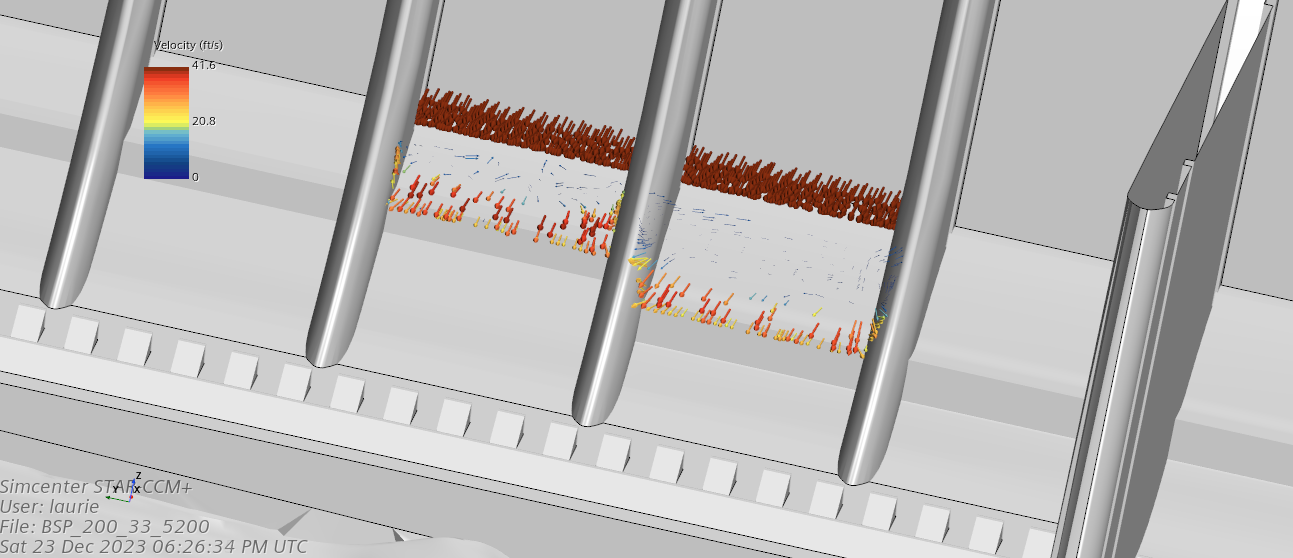 Velocity (ft/s)
41.6
20.8
0
Z
Y X
Simcenter STAR-CCM+
User: laurie
File: BSP_200_33_5200
Sat 23 Dec 2023 06:26:34 PM UTC